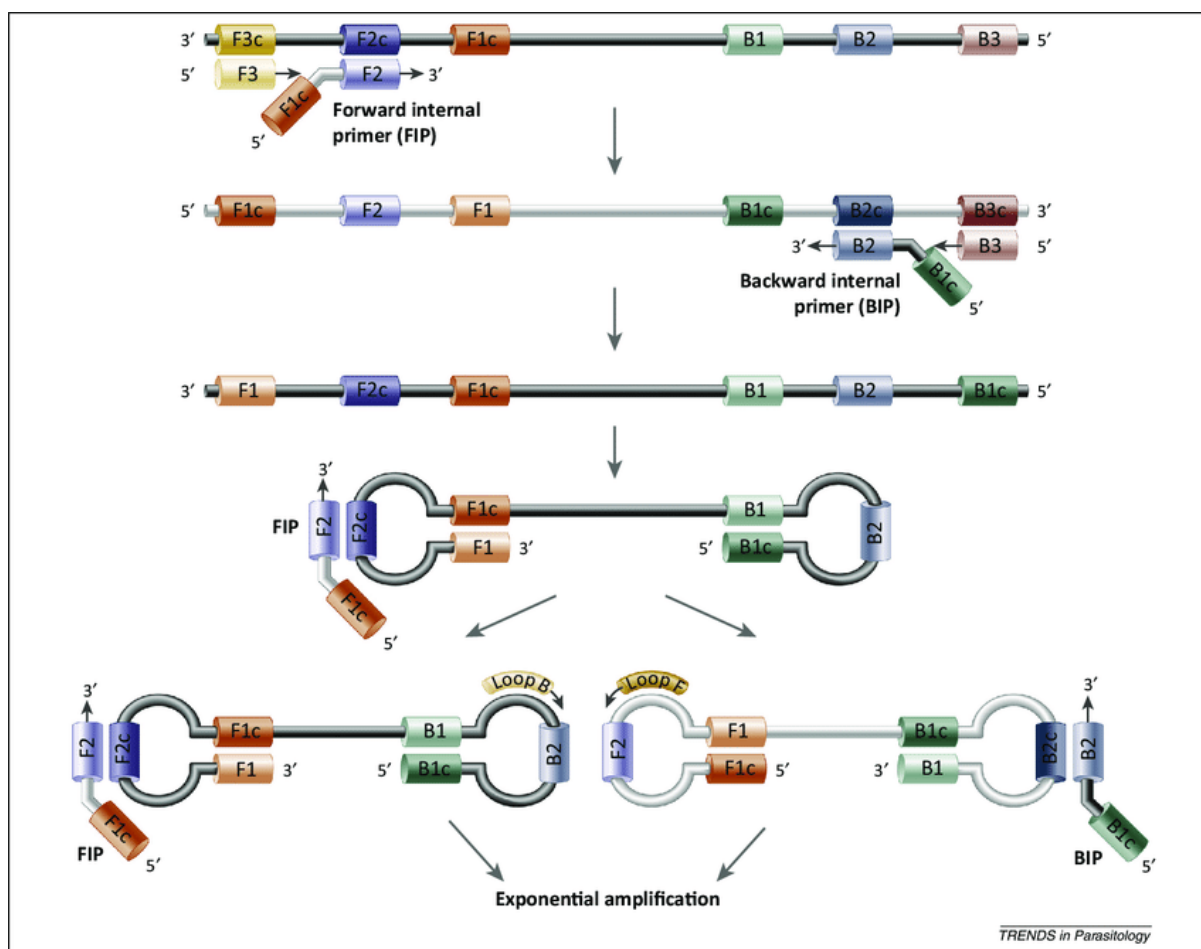 3′ F3c F2c F1c B1 B2 B3 5′
5′ F3 F2 3′
F1c
5′
Forward internal
primer (FIP)
5′ F1c F2 F1 B1c B2c B3c 3′
3′ B2 B3 5′
B1c
5′
Backward internal
primer (BIP)
3′ F1 F2c F1c B1 B2 B1c 5′
3′
FIP F2 F2c F1c B1 B2
F1 3′ 5′ B1c
F1c
5′
Loop B Loop F
3′ 3′
F2 F2c F1c B1 B2 F2 F1 B1c B2c B2
F1 3′ 5′ B1c F1c 5′ 3′ B1
F1c B1c
FIP 5′ BIP 5′
Exponential amplification
TRENDS in Parasitology